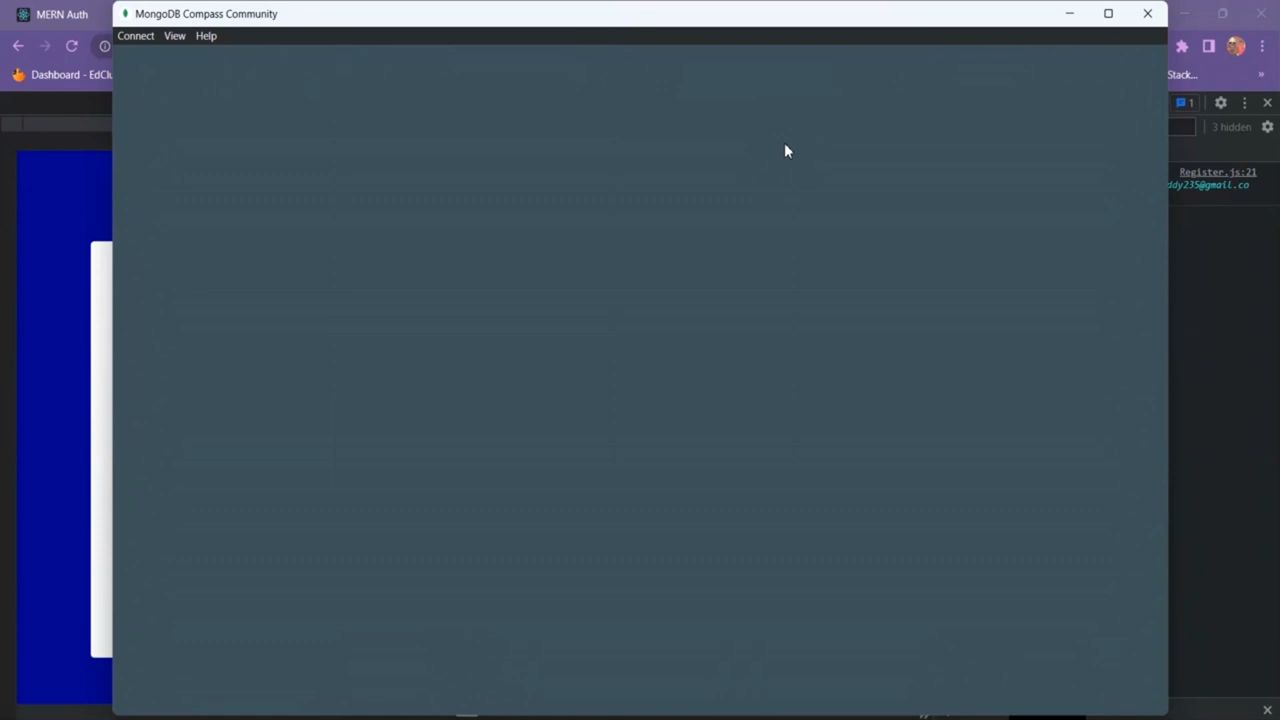 MERN Auth
MongoDB Compass Community
Connect View Help
Dashboard - EdClu
Stack...
»
1
3 hidden
Register.js:21
ddy235@gmail.co